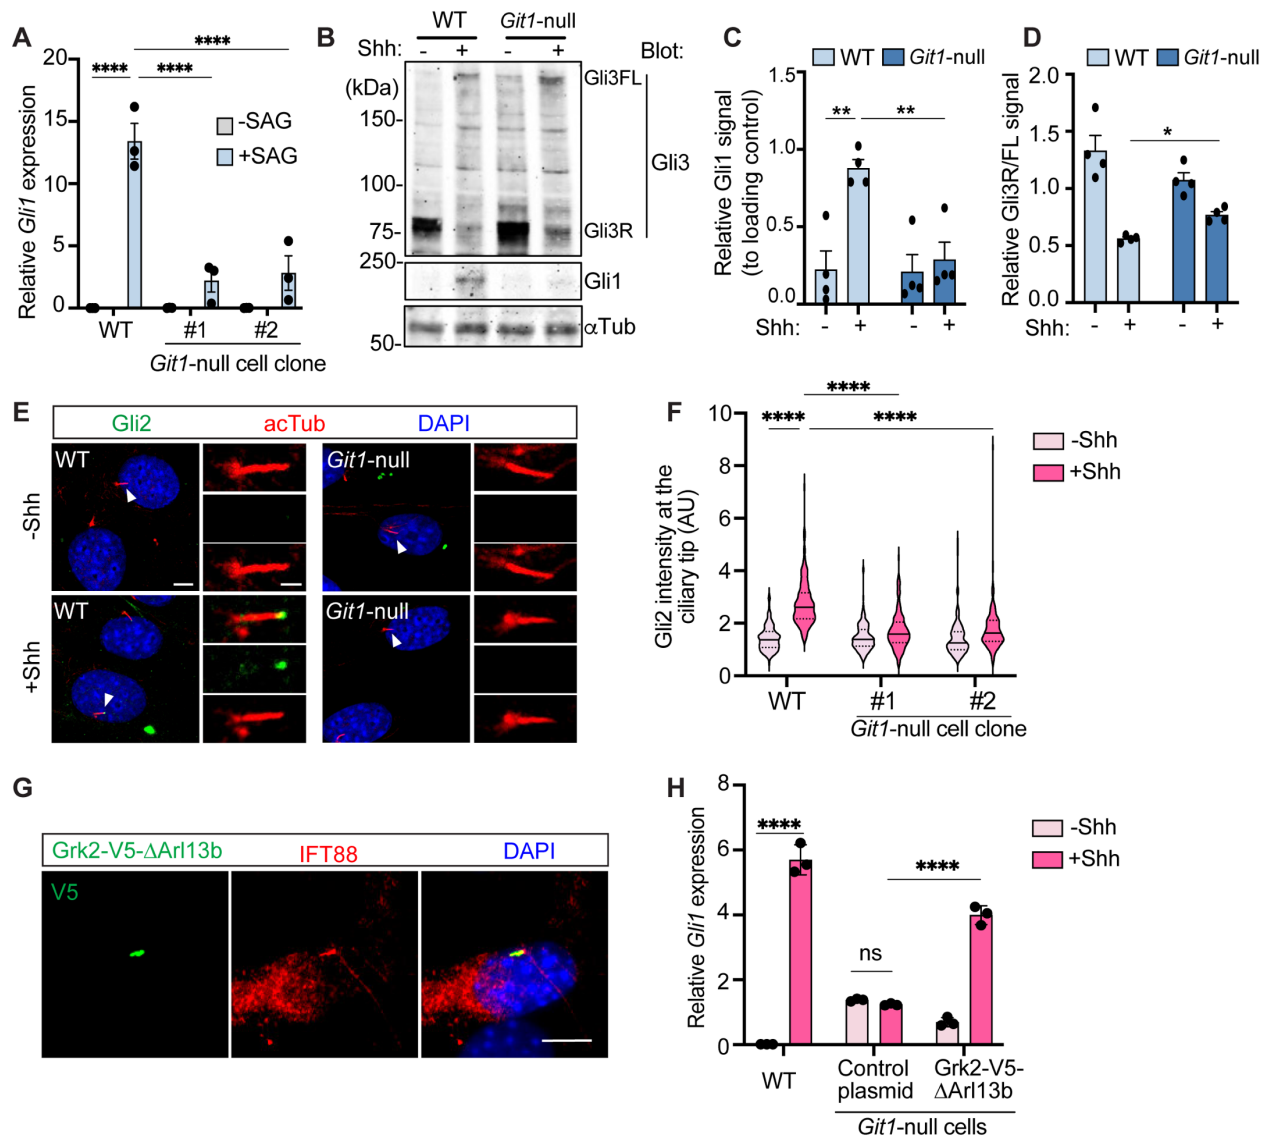 A
Relative Gli1 expression
20
15
10
5
0
****
****
****
-SAG
+SAG
WT
#1
#2
Git1-null cell clone
B
WT
Git1-null
Shh:
-
+
-
+
Blot:
(kDa)
150-
100-
75-
250-
50-
Gli3FL
Gli3
Gli3R
Gli1
αTub
C
WT
Git1-null
Relative Gli1 signal
(to loading control)
1.5
1.0
0.5
0.0
**
**
Shh:
-
+
-
+
D
WT
Git1-null
Relative Gli3R/FL signal
2.0
1.5
1.0
0.5
0.0
*
Shh:
-
+
-
+
E
Gli2
acTub
DAPI
-Shh
WT
Git1-null
+Shh
WT
Git1-null
F
Gli2 intensity at the
ciliary tip (AU)
10
8
6
4
2
0
****
****
****
-Shh
+Shh
WT
#1
#2
Git1-null cell clone
G
Grk2-V5-ΔArl13b
IFT88
DAPI
V5
H
Relative Gli1 expression
8
6
4
2
0
****
ns
****
-Shh
+Shh
WT
Control
plasmid
Grk2-V5-
ΔArl13b
Git1-null cells